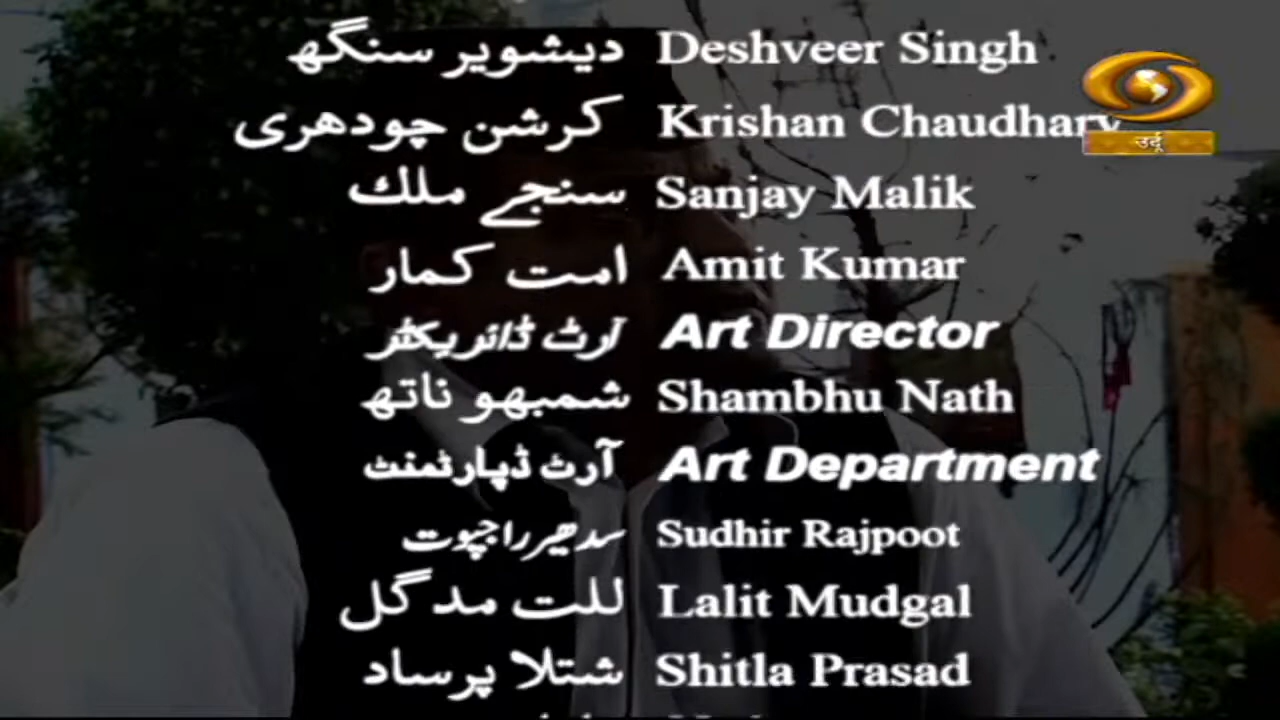 دیشویر سنگھ Deshveer Singh
کرشن چودھری Krishan Chaudhary
उर्दू
سنجے ملک Sanjay Malik
امت کمار Amit Kumar
آرٹ ڈائریکٹر Art Director
شمبھو ناتھ Shambhu Nath
آرٹ ڈپارٹمنٹ Art Department
سدھیر راجپوت Sudhir Rajpoot
للت مدگل Lalit Mudgal
شتلا پرساد Shitla Prasad